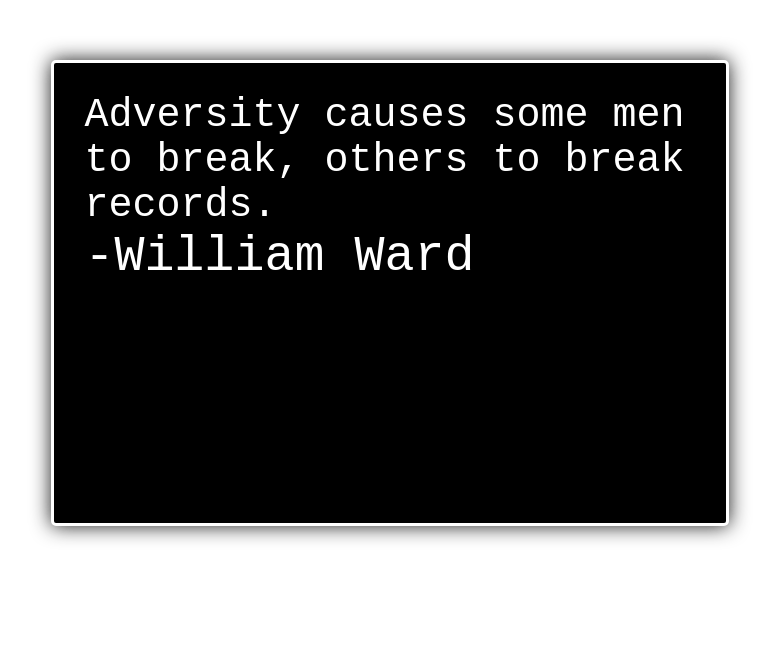 Adversity causes some men
to break, others to break
records.
-William Ward